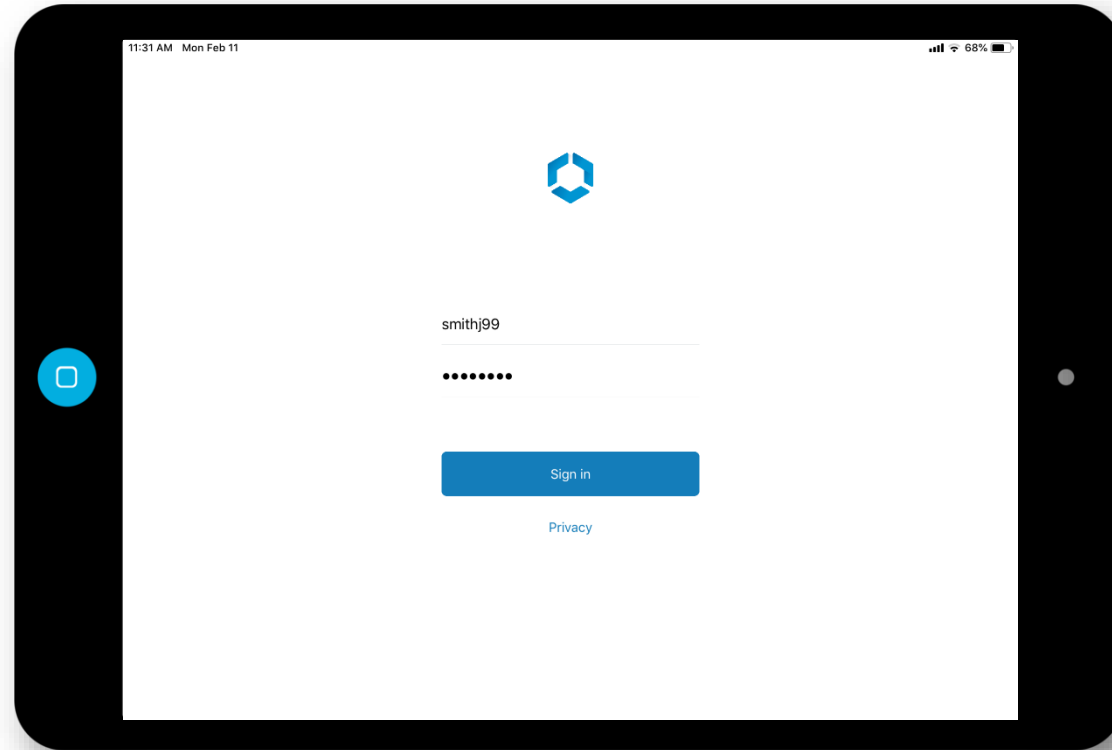 11:31 AM Mon Feb 11 68%
smithj99
••••••••
Sign in
Privacy